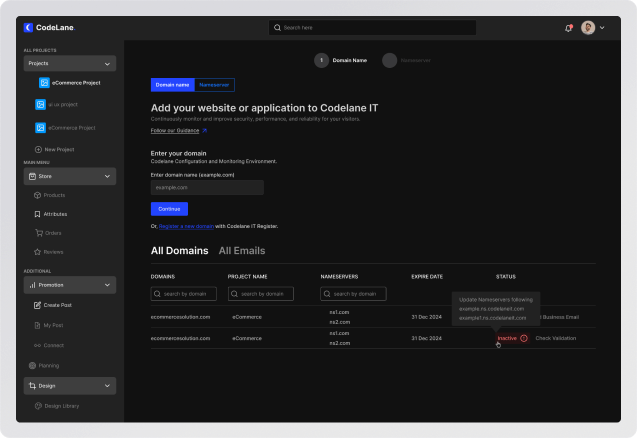 CodeLane
Search here
ALL PROJECTS
Projects
eCommerce Project
ui ux project
eCommerce Project
New Project
MAIN MENU
Store
Products
Attributes
Orders
Reviews
ADDITIONAL
Promotion
Create Post
My Post
Contact
Planning
Design
Design Library
1 Domain Name
Nameserver
Domain name Nameserver
Add your website or application to Codelane IT
Continuously monitor and improve security, performance, and reliability for your visitors.
Follow our Guidence
Enter your domain
Codelane Configuration and Monitoring Environment.
Enter domain name (example.com)
example.com
Continue
Or, Register a new domain with Codelane IT Register.
All Domains All Emails
DOMAINS PROJECT NAME NAMESERVERS EXPIRE DATE STATUS
search by domain search by domain search by domain
Update Nameservers following
example.ns.codelaneit.com
example1.ns.codelaneit.com
ecommercesolution.com eCommerce ns1.com ns2.com 31 Dec 2024 Business Email
ecommercesolution.com eCommerce ns1.com ns2.com 31 Dec 2024 Inactive Check Validation